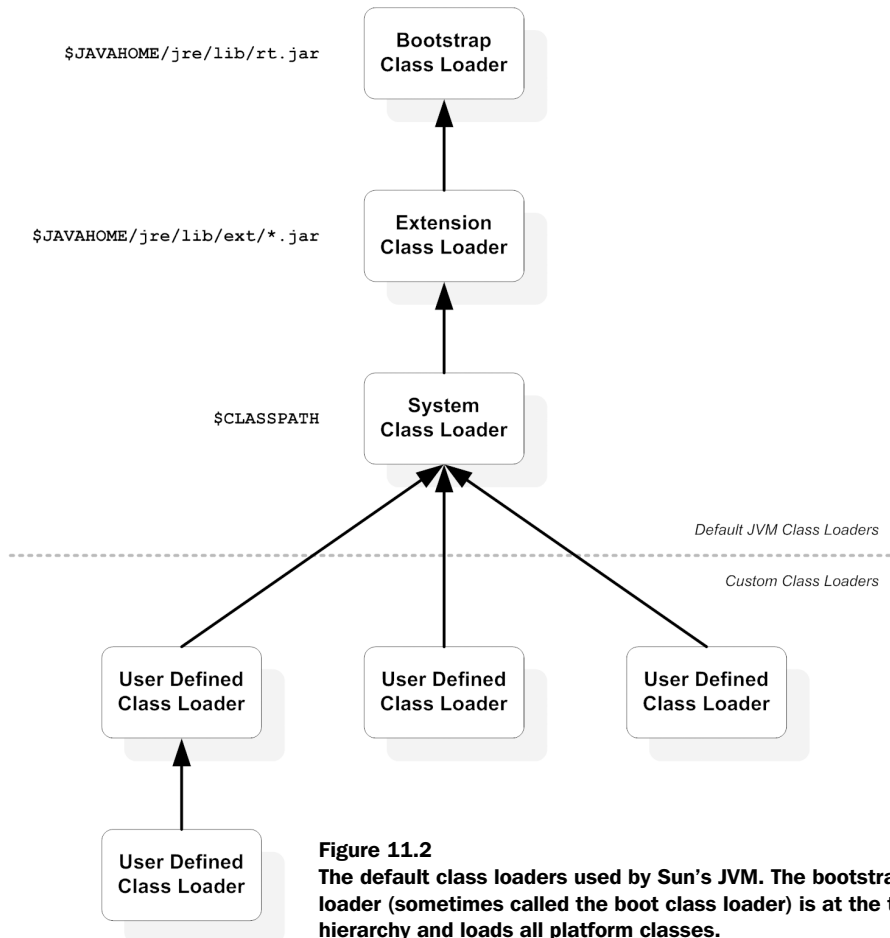 $JAVAHOME/jre/lib/rt.jar
Bootstrap
Class Loader
$JAVAHOME/jre/lib/ext/*.jar
Extension
Class Loader
$CLASSPATH
System
Class Loader
Default JVM Class Loaders
Custom Class Loaders
User Defined
Class Loader
User Defined
Class Loader
User Defined
Class Loader
User Defined
Class Loader
Figure 11.2
The default class loaders used by Sun's JVM. The
loader (sometimes called the boot class loader) is at the
hierarchy and loads all platform classes.